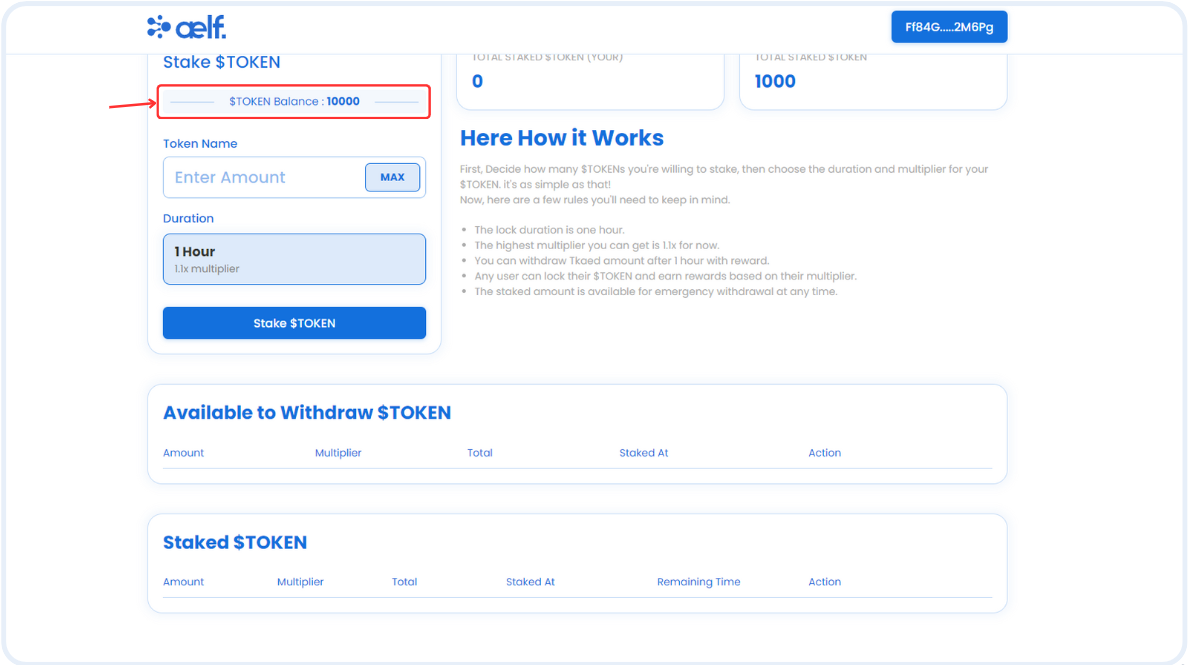 aelf.
Ff84G.....2M6Pg
Stake $TOKEN
$TOKEN Balance : 10000
Token Name
Enter Amount
MAX
Duration
1 Hour
1.1x multiplier
Stake $TOKEN
TOTAL STAKED $TOKEN (YOUR)
0
TOTAL STAKED $TOKEN
1000
Here How it Works
First, Decide how many $TOKENs you're willing to stake, then choose the duration and multiplier for your
$TOKEN. it's as simple as that!
Now, here are a few rules you'll need to keep in mind.
The lock duration is one hour.
The highest multiplier you can get is 1.1x for now.
You can withdraw Tkaed amount after 1 hour with reward.
Any user can lock their $TOKEN and earn rewards based on their multiplier.
The staked amount is available for emergency withdrawal at any time.
Available to Withdraw $TOKEN
Amount Multiplier Total Staked At Action
Staked $TOKEN
Amount Multiplier Total Staked At Remaining Time Action